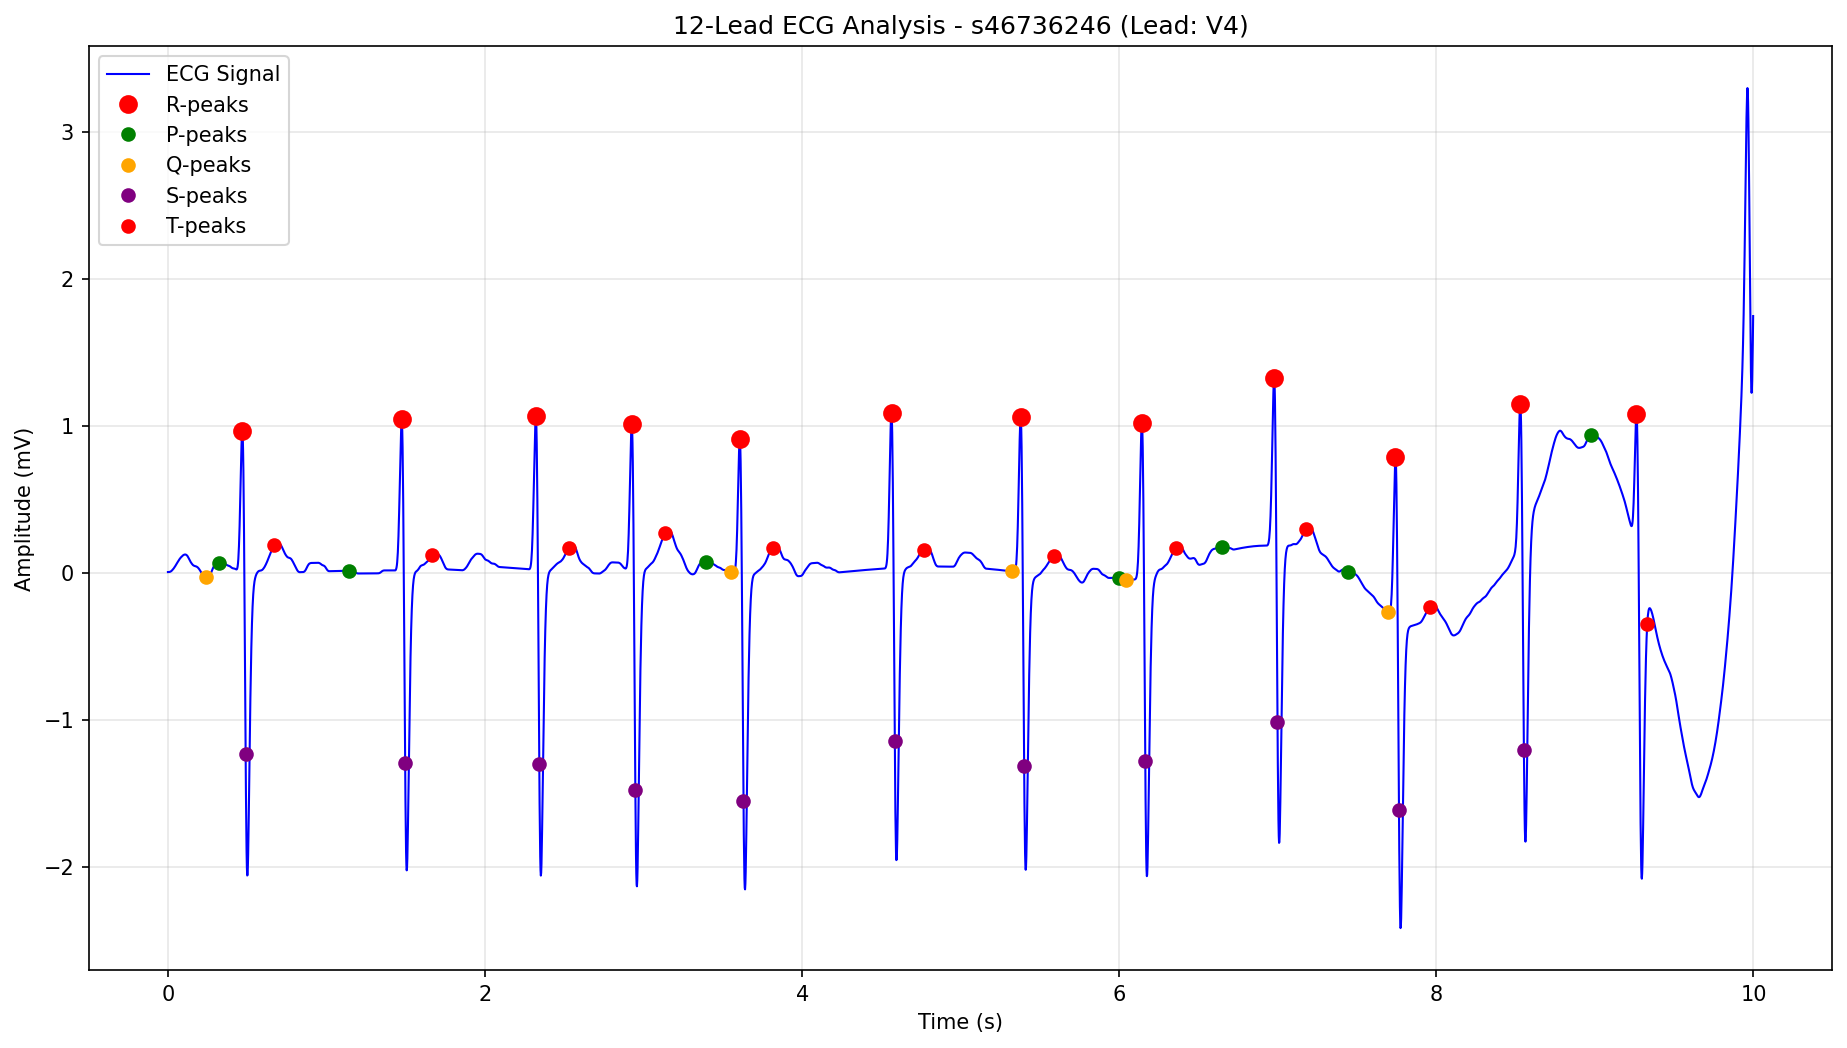 12-Lead ECG Analysis - s46736246 (Lead: V4)
ECG Signal
R-peaks
P-peaks
Q-peaks
S-peaks
T-peaks
Amplitude (mV)
3
2
1
0
−1
−2
0 2 4 6 8 10
Time (s)